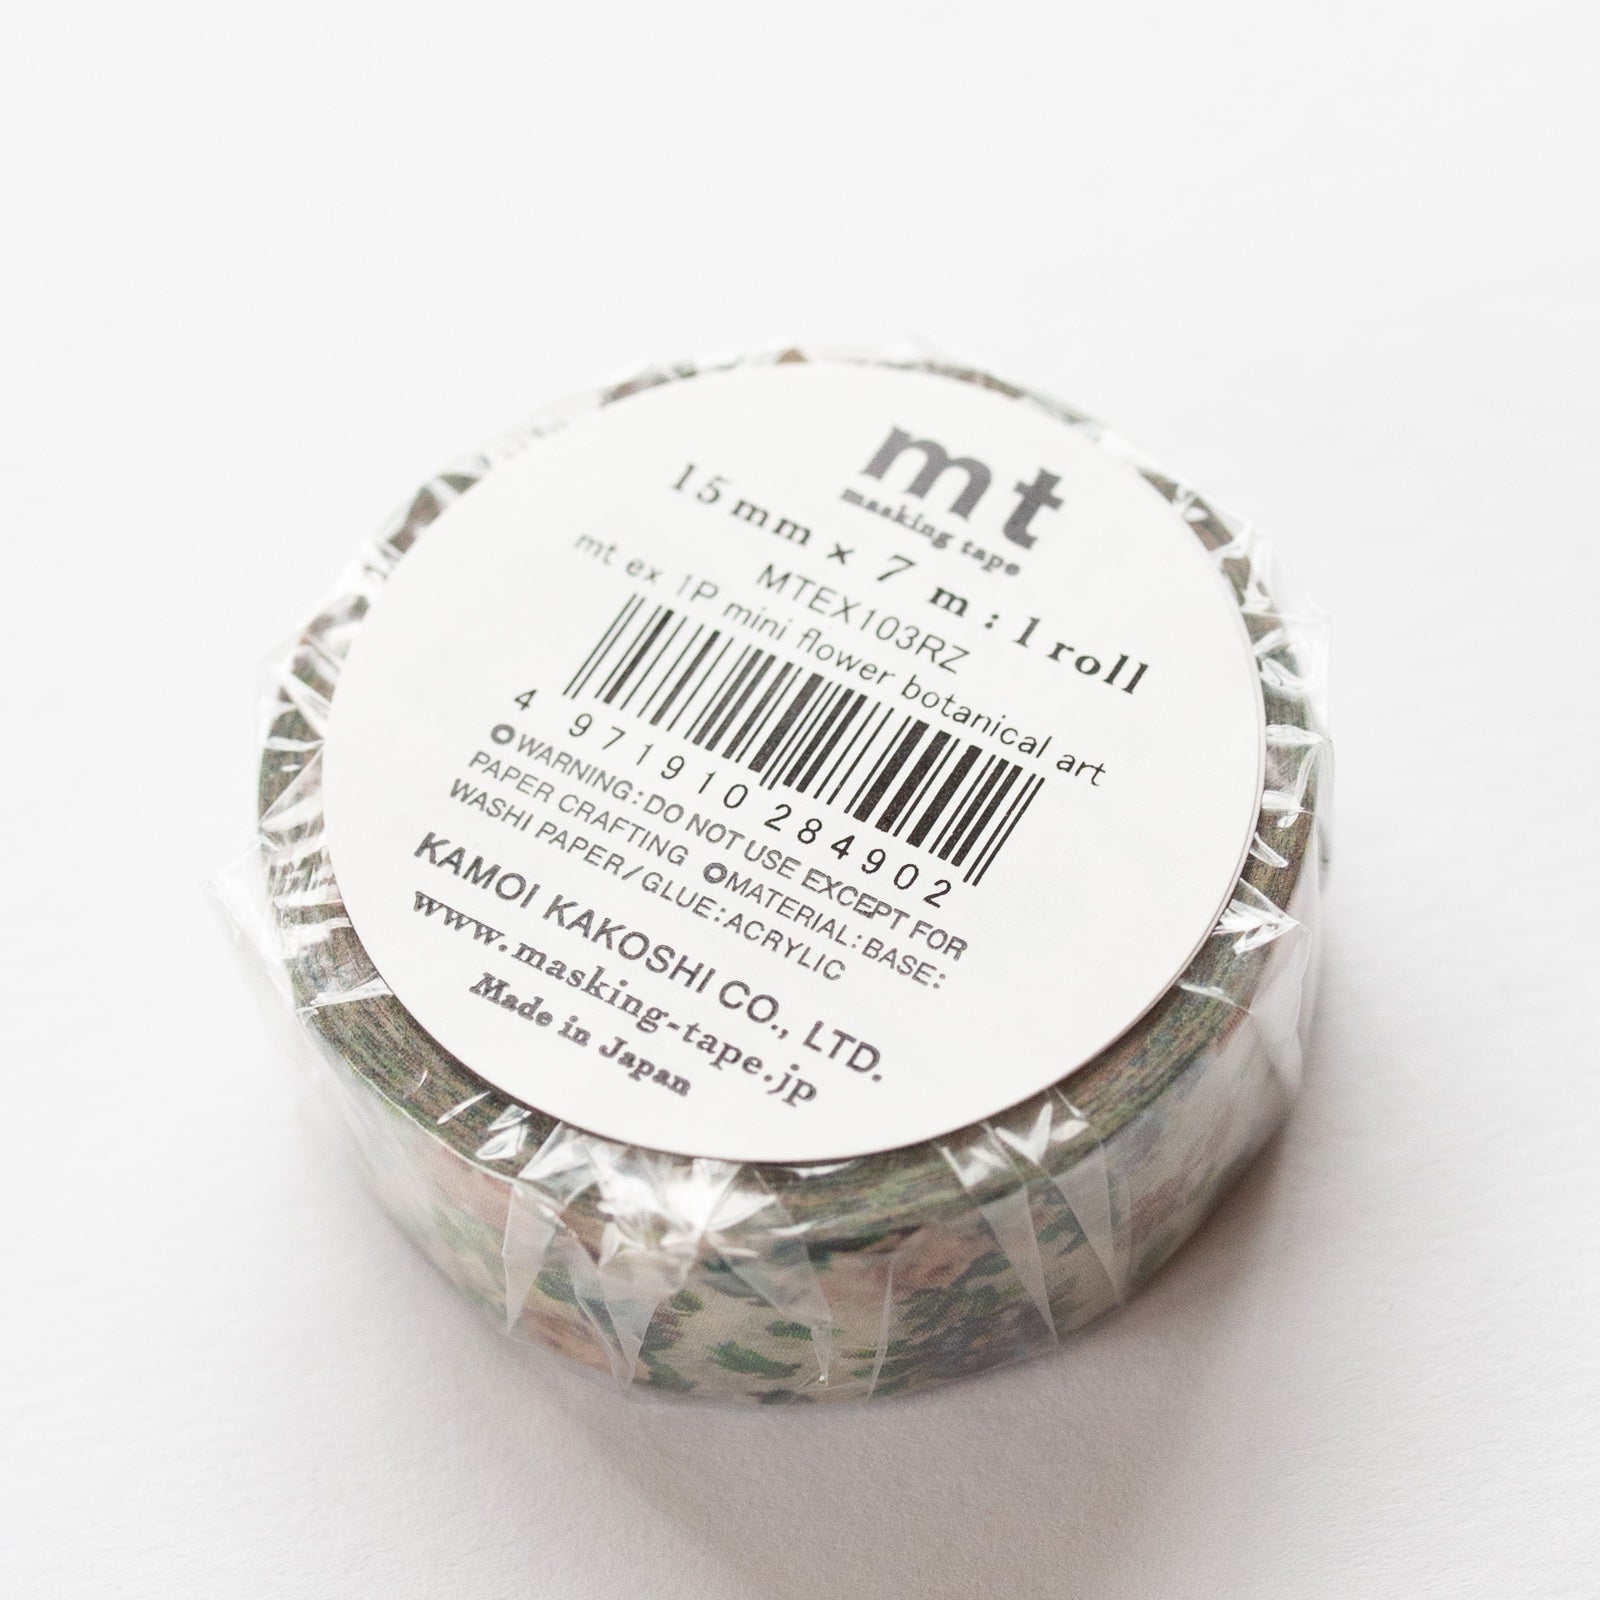 mt
masking tape®
15mm × 7m : 1roll
MTEX103RZ
mt ex 1P mini flower botanical art
4 971910 284902
WARNING:DO NOT USE EXCEPT FOR
PAPER CRAFTING MATERIAL:BASE:
WASHI PAPER/GLUE:ACRYLIC
KAMOI KAKOSHI CO., LTD.
www.masking-tape.jp
Made in Japan